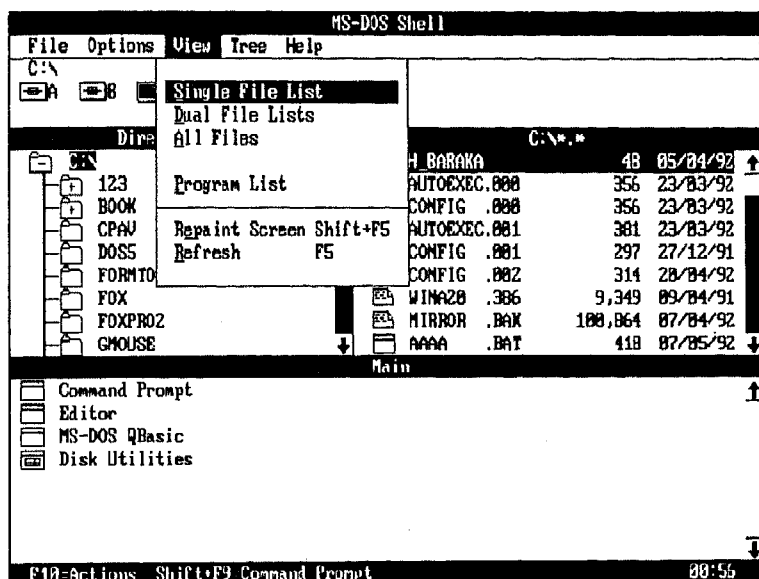 MS-DOS Shell
File Options View Tree Help
C:\
A B
Single File List
Dual File Lists
All Files
Program List
Repaint Screen Shift+F5
Refresh F5
Dire
C:\
123
BOOK
CPAV
DOS5
FORMTO
FOX
FOXPRO2
GMOUSE
C:\*.*
H_BARAKA 48 05/04/92
AUTOEXEC.000 356 23/03/92
CONFIG .000 356 23/03/92
AUTOEXEC.001 381 23/03/92
CONFIG .001 297 27/12/91
CONFIG .002 314 20/04/92
WINA20 .386 9,349 09/04/91
MIRROR .BAK 100,864 07/04/92
AAAA .BAT 418 07/05/92
Main
Command Prompt
Editor
MS-DOS QBasic
Disk Utilities
F10=Actions Shift+F9 Command Prompt 00:56